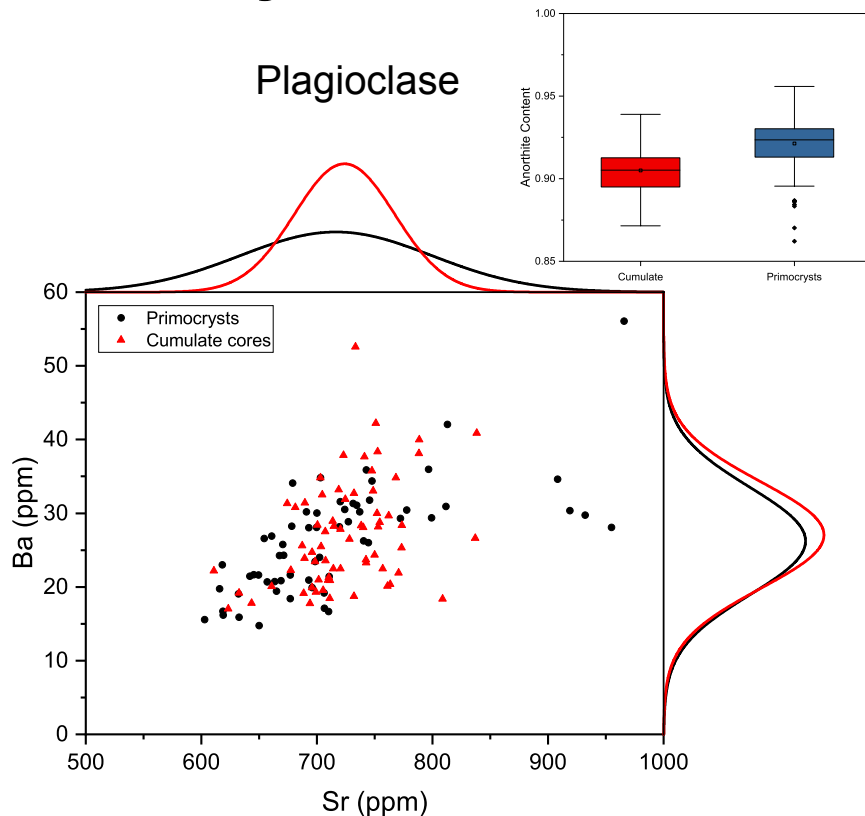 Plagioclase
1.00
0.95
0.90
0.85
Anorthite Content
Cumulate
Primocrysts
Primocrysts
Cumulate cores
60
50
40
30
20
10
0
Ba (ppm)
500
600
700
800
900
1000
Sr (ppm)